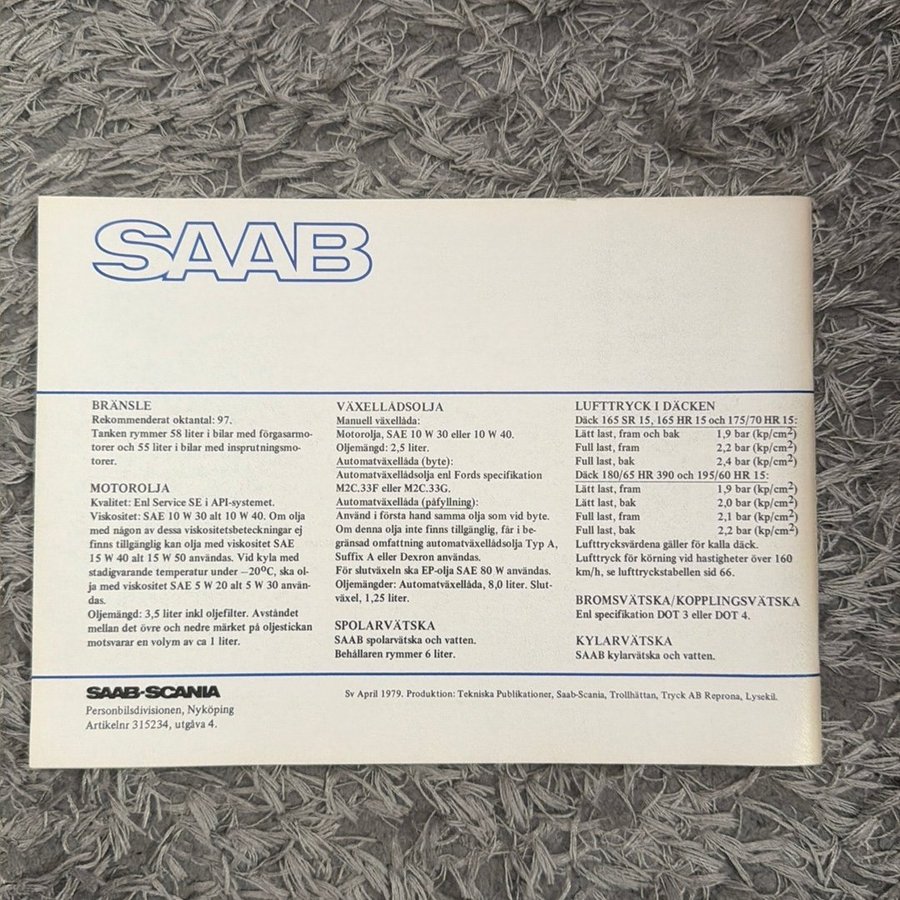 SAAB
BRÄNSLE
Rekommenderat oktantal: 97.
Tanken rymmer 58 liter i bilar med förgasarmo-
torer och 55 liter i bilar med insprutningsmo-
torer.
MOTOROLJA
Kvalitet: Enl Service SE i API-systemet.
Viskositet: SAE 10 W 30 alt 10 W 40. Om olja
med någon av dessa viskositetsbeteckningar ej
finns tillgänglig kan olja med viskositet SAE
15 W 40 alt 15 W 50 användas. Vid kyla med
stadigvarande temperatur under −20°C, ska ol-
ja med viskositet SAE 5 W 20 alt 5 W 30 använ-
das.
Oljemängd: 3,5 liter inkl oljefilter. Avståndet
mellan det övre och nedre märket på oljestickan
motsvarar en volym av ca 1 liter.
VÄXELLÅDSOLJA
Manuell växellåda:
Motorolja, SAE 10 W 30 eller 10 W 40.
Oljemängd: 2,5 liter.
Automatväxellåda (byte):
Automatväxellådsolja enl Fords specifikation
M2C.33F eller M2C.33G.
Automatväxellåda (påfyllning):
Använd i första hand samma olja som vid byte.
Om denna olja inte finns tillgänglig, får i be-
gränsad omfattning automatväxellådsolja Typ A,
Suffix A eller Dexron användas.
För slutväxeln ska EP-olja SAE 80 W användas.
Oljemängder: Automatväxellåda, 8,0 liter. Slut-
växel, 1,25 liter.
SPOLARVÄTSKA
SAAB spolarvätska och vatten.
Behållaren rymmer 6 liter.
LUFTTRYCK I DÄCKEN
Däck 165 SR 15, 165 HR 15 och 175/70 HR 15:
Lätt last, fram och bak 1,9 bar (kp/cm²)
Full last, fram 2,2 bar (kp/cm²)
Full last, bak 2,4 bar (kp/cm²)
Däck 180/65 HR 390 och 195/60 HR 15:
Lätt last, fram 1,9 bar (kp/cm²)
Lätt last, bak 2,0 bar (kp/cm²)
Full last, fram 2,1 bar (kp/cm²)
Full last, bak 2,2 bar (kp/cm²)
Lufttrycksvärdena gäller för kalla däck.
Lufttryck för körning vid hastigheter över 160
km/h, se lufttryckstabellen sid 66.
BROMSVÄTSKA/KOPPLINGSVÄTSKA
Enl specifikation DOT 3 eller DOT 4.
KYLARVÄTSKA
SAAB kylarvätska och vatten.
SAAB-SCANIA
Personbilsdivisionen, Nyköping
Artikelnr 315234, utgåva 4.
Sv April 1979. Produktion: Tekniska Publikationer, Saab-Scania, Trollhättan, Tryck AB Reprona, Lysekil.